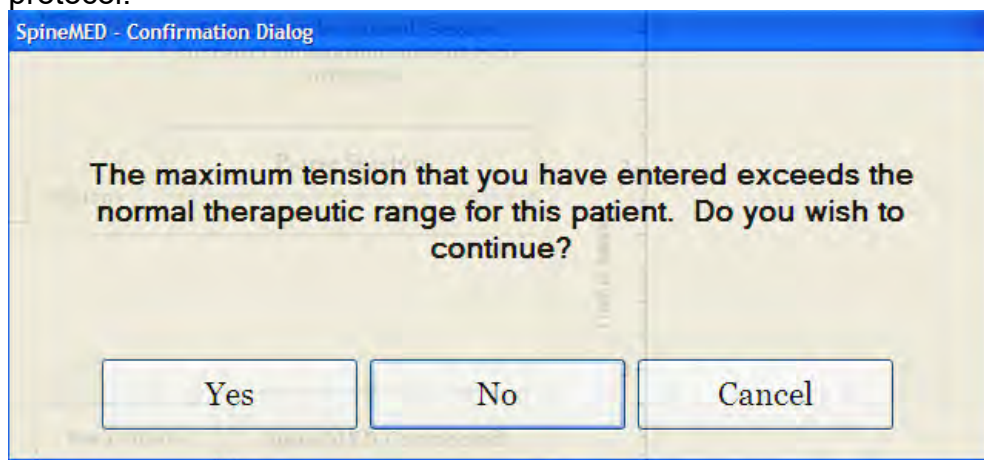 protocol.
SpineMED - Confirmation Dialog
The maximum tension that you have entered exceeds the
normal therapeutic range for this patient.  Do you wish to
continue?
Yes
No
Cancel